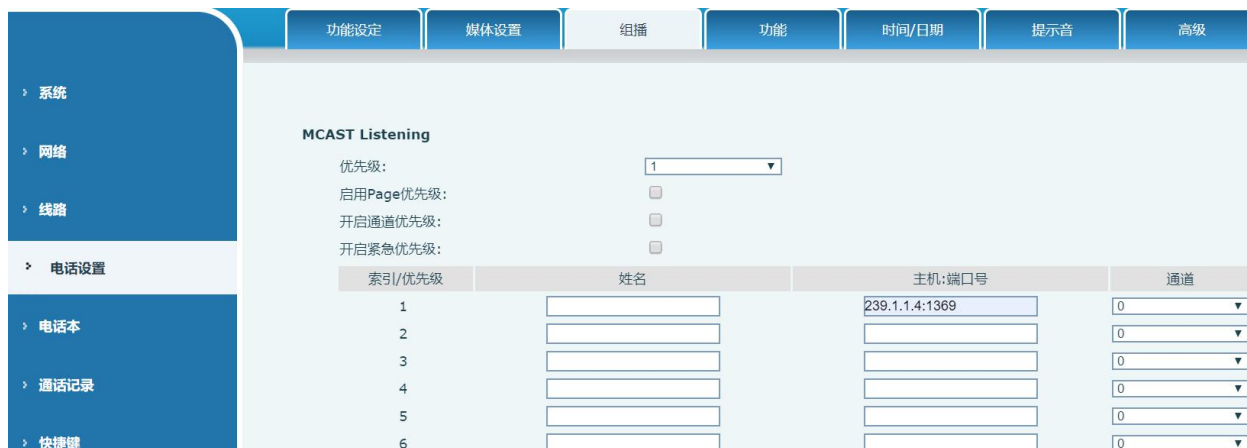 功能设定 媒体设置 组播 功能 时间/日期 提示音 高级
› 系统
› 网络
› 线路
› 电话设置
› 电话本
› 通话记录
› 快捷键
MCAST Listening
优先级: 1
启用Page优先级:
开启通道优先级:
开启紧急优先级:
索引/优先级 姓名 主机:端口号 通道
1 239.1.1.4:1369 0
2 0
3 0
4 0
5 0
6 0